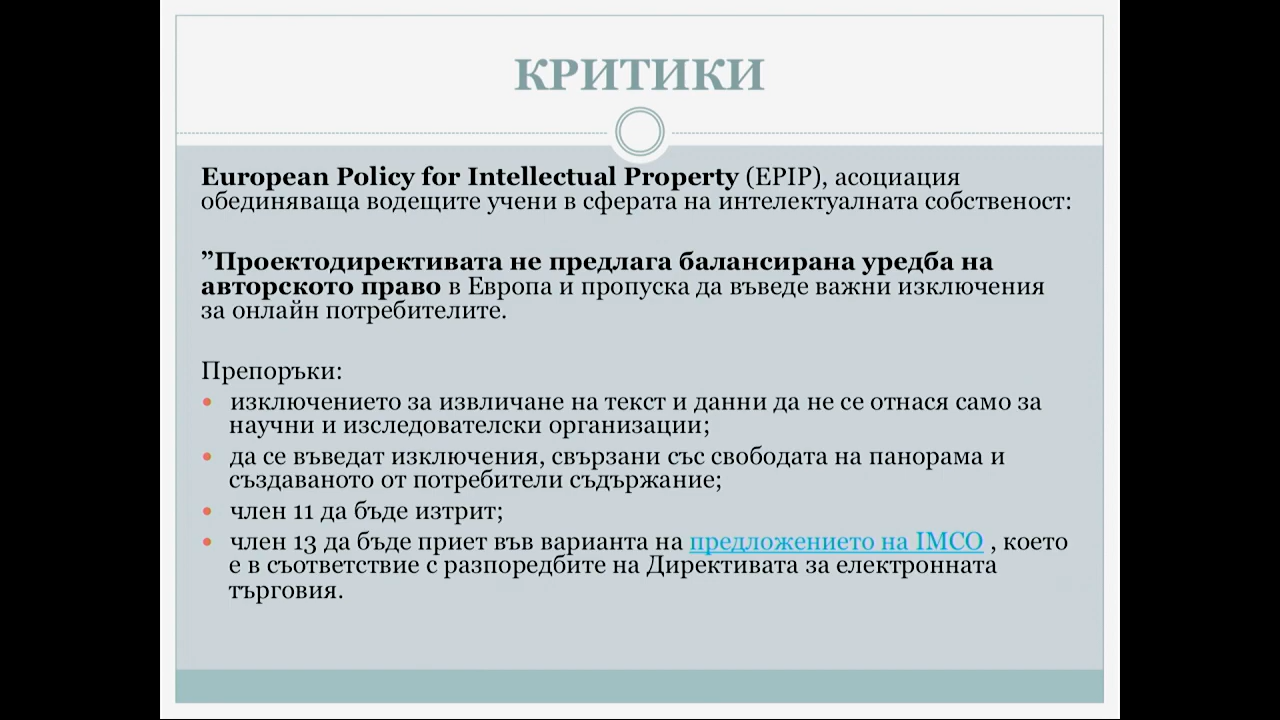 КРИТИКИ
European Policy for Intellectual Property (EPIP), асоциация
обединяваща водещите учени в сферата на интелектуалната собственост:
”Проектодирективата не предлага балансирана уредба на
авторското право в Европа и пропуска да въведе важни изключения
за онлайн потребителите.
Препоръки:
• изключението за извличане на текст и данни да не се отнася само за
научни и изследователски организации;
• да се въведат изключения, свързани със свободата на панорама и
създаваното от потребители съдържание;
• член 11 да бъде изтрит;
• член 13 да бъде приет във варианта на предложението на IMCO , което
е в съответствие с разпоредбите на Директивата за електронната
търговия.